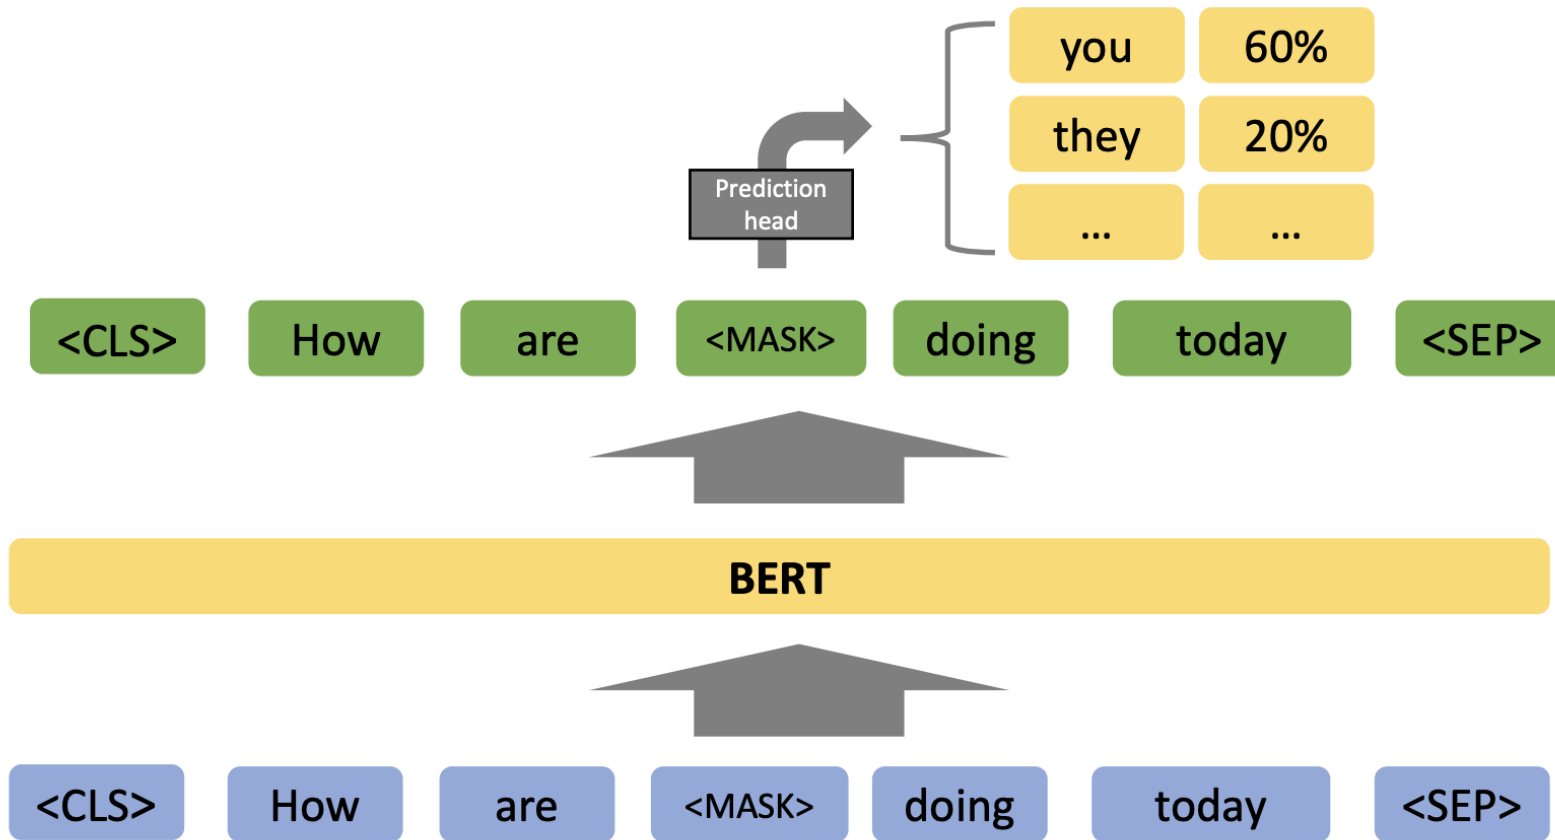 you 60%
they 20%
... ...
Prediction
head
<CLS> How are <MASK> doing today <SEP>
BERT
<CLS> How are <MASK> doing today <SEP>